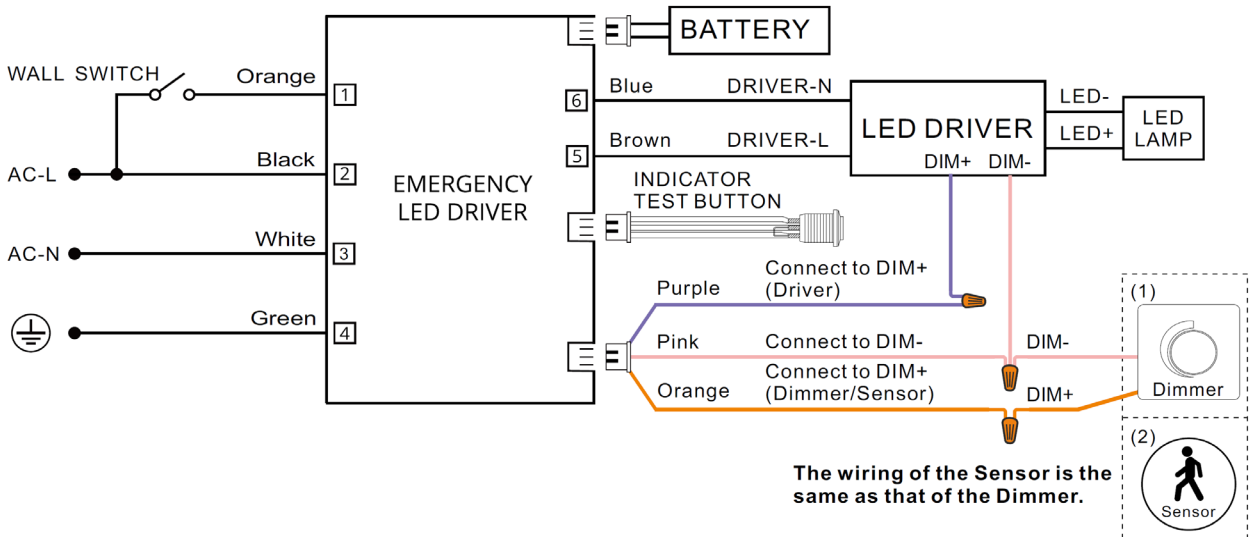 BATTERY
WALL SWITCH
Orange
1
Black
AC-L
2
White
AC-N
3
Green
4
EMERGENCY
LED DRIVER
6
Blue
DRIVER-N
5
Brown
DRIVER-L
LED DRIVER
DIM+ DIM-
LED-
LED+
LED
LAMP
INDICATOR
TEST BUTTON
Purple
Connect to DIM+
(Driver)
Pink
Connect to DIM-
DIM-
Orange
Connect to DIM+
(Dimmer/Sensor)
DIM+
(1)
Dimmer
(2)
Sensor
The wiring of the Sensor is the
same as that of the Dimmer.